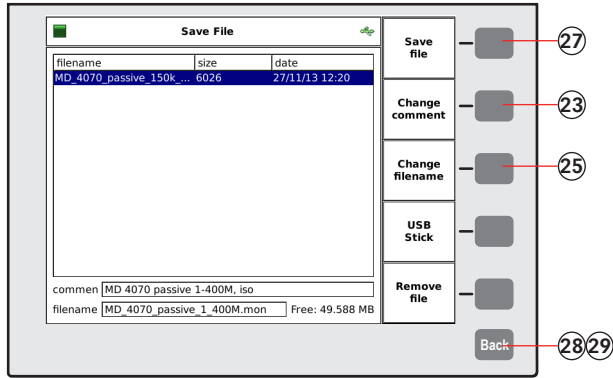 Save File
filename size date
MD_4070_passive_150k_... 6026 27/11/13 12:20
commen MD 4070 passive 1-400M, iso
filename MD_4070_passive_1_400M.mon Free: 49.588 MB
Save
file
Change
comment
Change
filename
USB
Stick
Remove
file
Back
27
23
25
28 29